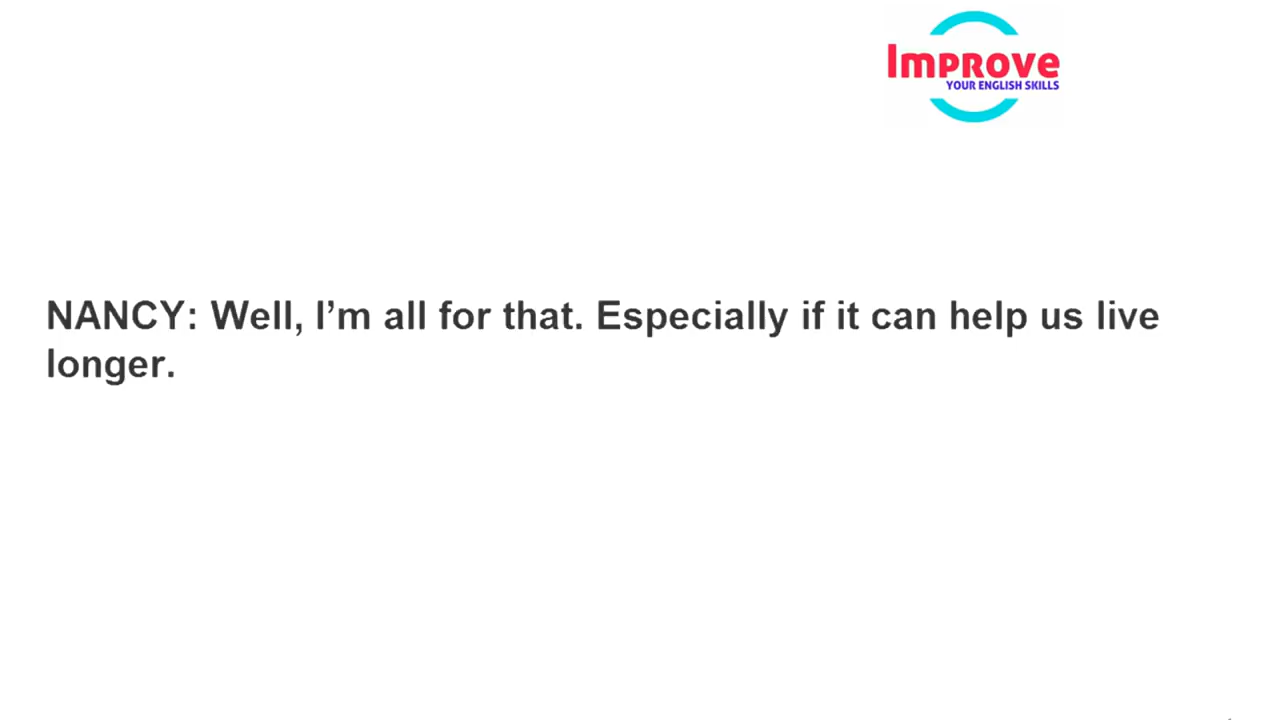 Improve
YOUR ENGLISH SKILLS
NANCY: Well, I’m all for that. Especially if it can help us live
longer.